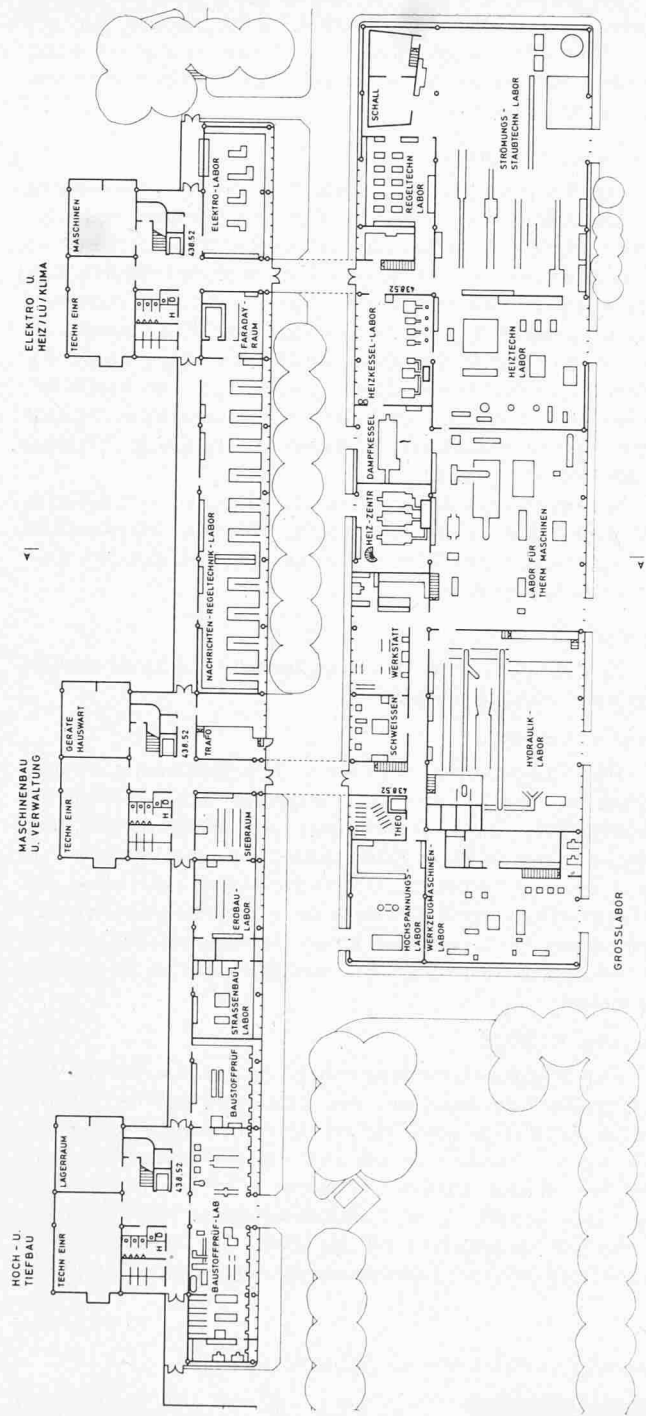 HOCH- U.
TIEFBAU
MASCHINENBAU
U. VERWALTUNG
ELEKTRO U.
HEIZ/LÜ/KLIMA
TECHN EINR
LAGERRAUM
TECHN EINR
GERÄTE
HAUSWART
TECHN EINR
MASCHINEN
H
D
438.52
H
D
438.52
H
D
438.52
BAUSTOFFPRÜF-LAB
BAUSTOFFPRÜF
STRASSENBAU
LABOR
ERDBAU-
LABOR
SIEBRAUM
TRAFO
NACHRICHTEN-REGELTECHNIK-LABOR
FARADAY-
RAUM
ELEKTRO-LABOR
A
HOCHSPANNUNGS-
LABOR
THEO
438.52
SCHWEISSEN
WERKSTATT
HEIZ-ZENTR
DAMPFKESSEL
HEIZKESSEL-LABOR
438.52
REGELTECHN
LABOR
SCHALL
WERKZEUGMASCHINEN-
LABOR
HYDRAULIK-
LABOR
LABOR FÜR
THERM MASCHINEN
HEIZTECHN
LABOR
STRÖMUNGS-
STAUBTECHN LABOR
GROSSLABOR
A